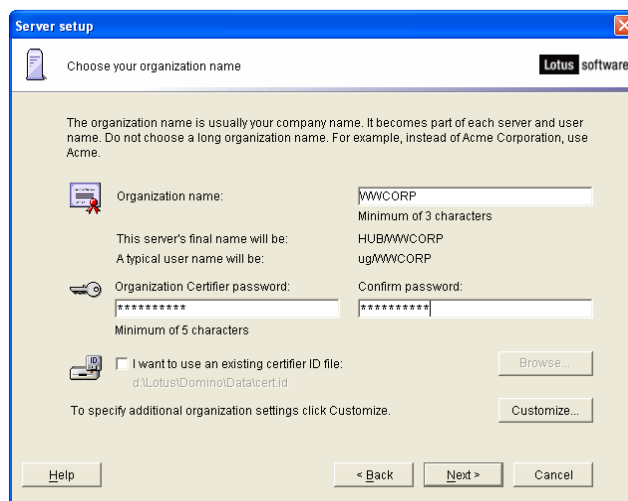 Server setup
Choose your organization name
Lotus software
The organization name is usually your company name. It becomes part of each server and user
name. Do not choose a long organization name. For example, instead of Acme Corporation, use
Acme.
Organization name:
WWCORP
Minimum of 3 characters
This server's final name will be:
HUB/WWCORP
A typical user name will be:
ug/WWCORP
Organization Certifier password:
Confirm password:
**********
**********
Minimum of 5 characters
I want to use an existing certifier ID file:
Browse...
d:\Lotus\Domino\Data\cert.id
To specify additional organization settings click Customize.
Customize...
Help
< Back
Next >
Cancel